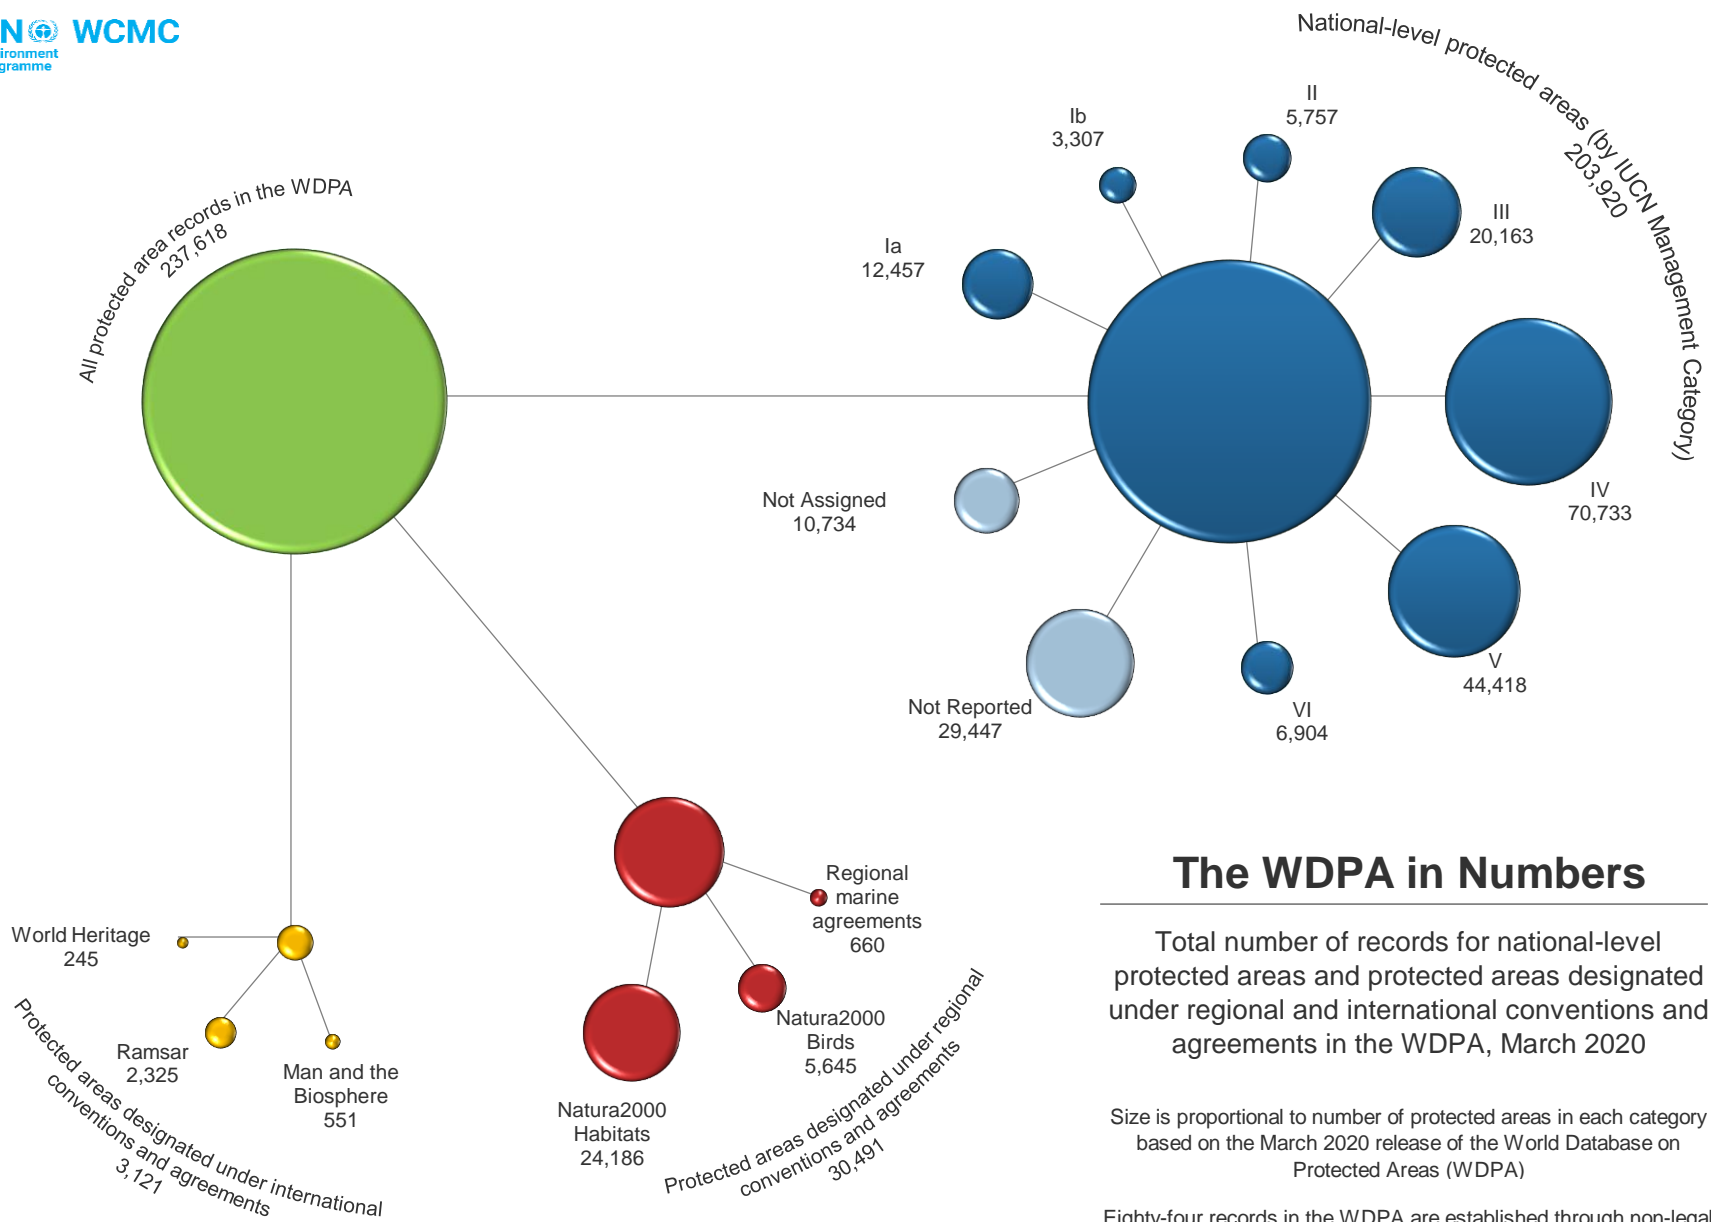 WCMC
All protected area records in the WDPA
237,618
National-level protected areas (by IUCN Management Category)
203,920
Ia
12,457
Ib
3,307
II
5,757
III
20,163
IV
70,733
V
44,418
VI
6,904
Not Reported
29,447
Not Assigned
10,734
World Heritage
245
Ramsar
2,325
Man and the
Biosphere
551
Protected areas designated under international
conventions and agreements
3,121
Regional
marine
agreements
660
Natura2000
Birds
5,645
Natura2000
Habitats
24,186
Protected areas designated under regional
conventions and agreements
30,491
The WDPA in Numbers
Total number of records for national-level
protected areas and protected areas designated
under regional and international conventions and
agreements in the WDPA, March 2020
Size is proportional to number of protected areas in each category
based on the March 2020 release of the World Database on
Protected Areas (WDPA)
Eighty-four records in the WDPA are established through non-legal